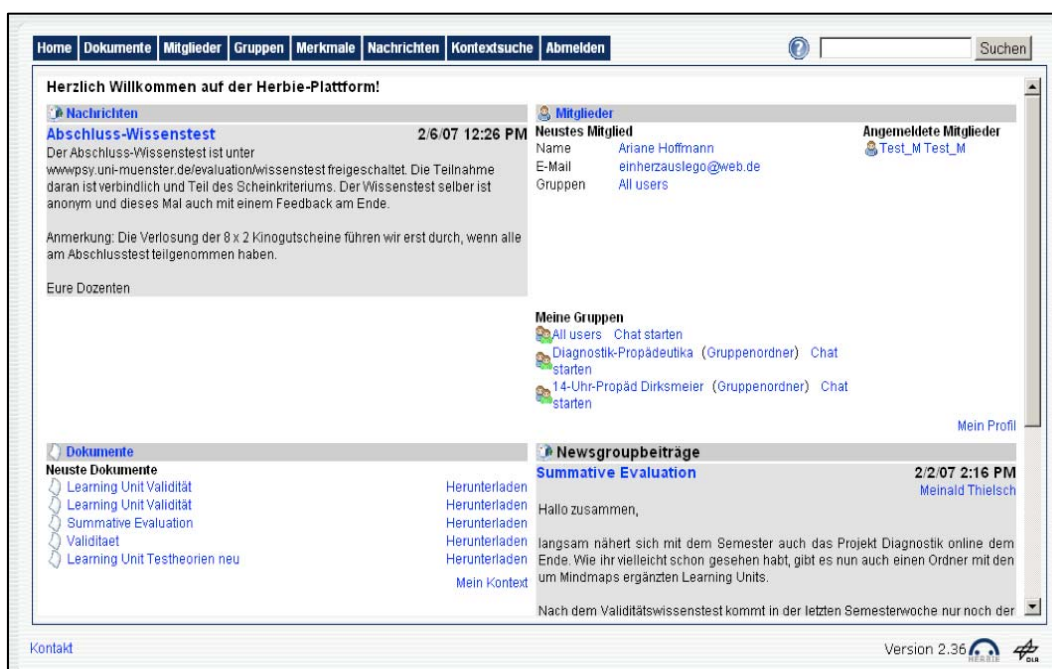 Home Dokumente Mitglieder Gruppen Merkmale Nachrichten Kontextsuche Abmelden
Suchen
Herzlich Willkommen auf der Herbie-Plattform!
Nachrichten
Abschluss-Wissenstest 2/6/07 12:26 PM
Der Abschluss-Wissenstest ist unter
wwwpsy.uni-muenster.de/evaluation/wissenstest freigeschaltet. Die Teilnahme
daran ist verbindlich und Teil des Scheinkriteriums. Der Wissenstest selber ist
anonym und dieses Mal auch mit einem Feedback am Ende.
Anmerkung: Die Verlosung der 8 x 2 Kinogutscheine führen wir erst durch, wenn alle
am Abschlusstest teilgenommen haben.
Eure Dozenten
Mitglieder
Neustes Mitglied
Name Ariane Hoffmann
E-Mail einherzauslego@web.de
Gruppen All users
Angemeldete Mitglieder
Test_M Test_M
Meine Gruppen
All users Chat starten
Diagnostik-Propädeutika (Gruppenordner) Chat
starten
14-Uhr-Propäd Dirksmeier (Gruppenordner) Chat
starten
Mein Profil
Dokumente
Neuste Dokumente
Learning Unit Validität Herunterladen
Learning Unit Validität Herunterladen
Summative Evaluation Herunterladen
Validitaet Herunterladen
Learning Unit Testheorien neu Herunterladen
Mein Kontext
Newsgroupbeiträge
Summative Evaluation 2/2/07 2:16 PM
Meinald Thielsch
Hallo zusammen,
langsam nähert sich mit dem Semester auch das Projekt Diagnostik online dem
Ende. Wie ihr vielleicht schon gesehen habt, gibt es nun auch einen Ordner mit den
um Mindmaps ergänzten Learning Units.
Nach dem Validitätswissenstest kommt in der letzten Semesterwoche nur noch der
Kontakt
Version 2.36
HERBIE
DLR